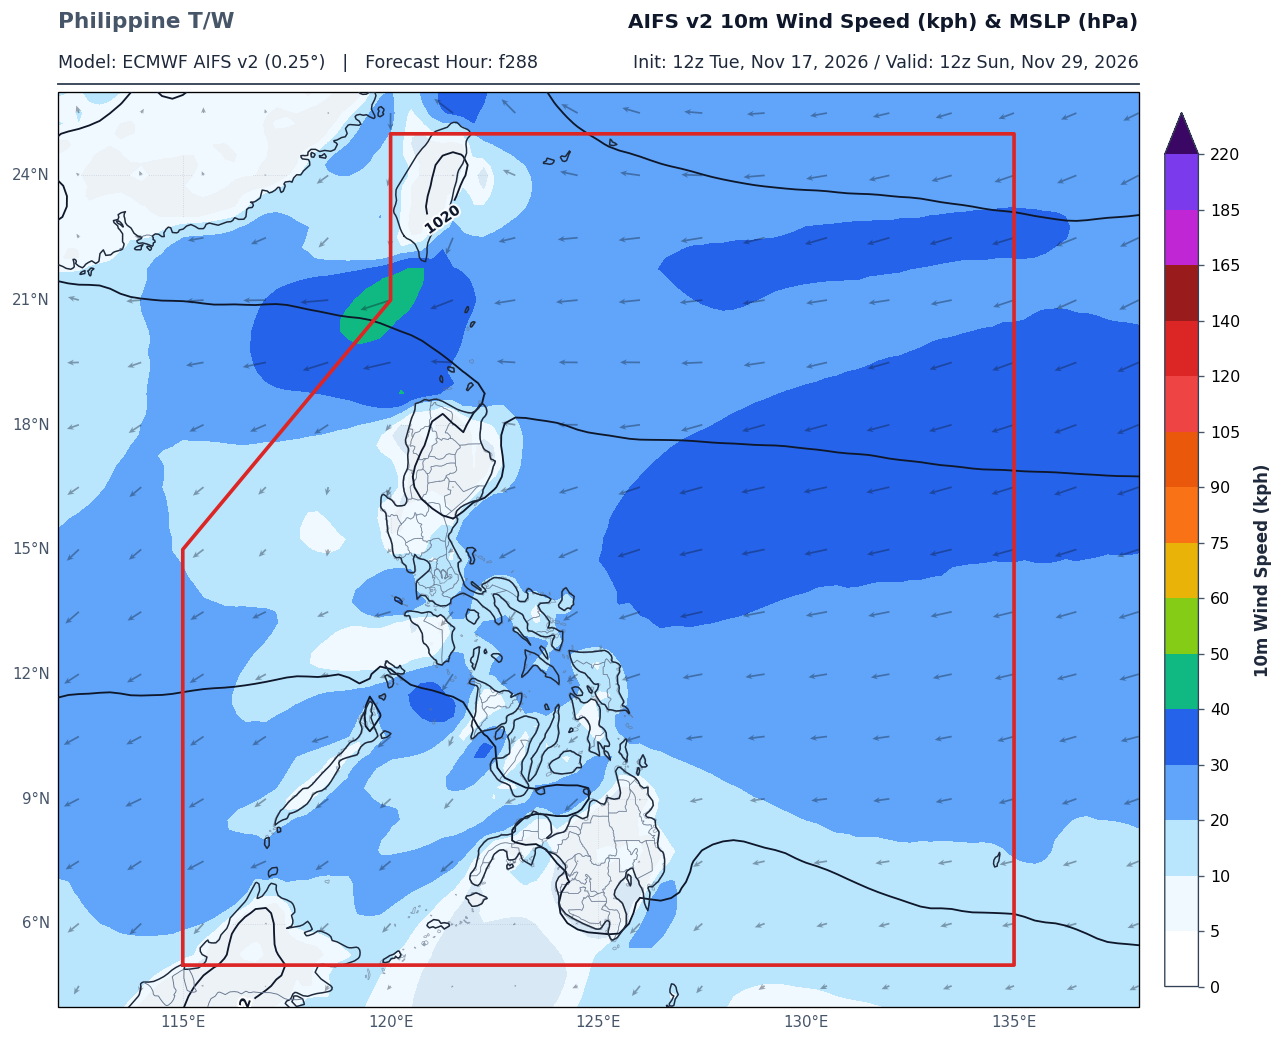 Philippine T/W
AIFS v2 10m Wind Speed (kph) & MSLP (hPa)
Model: ECMWF AIFS v2 (0.25°) | Forecast Hour: f288
Init: 12z Tue, Nov 17, 2026 / Valid: 12z Sun, Nov 29, 2026
24°N
21°N
18°N
15°N
12°N
9°N
6°N
1020
115°E
120°E
125°E
130°E
135°E
220
185
165
140
120
105
90
75
60
50
40
30
20
10
5
0
10m Wind Speed (kph)